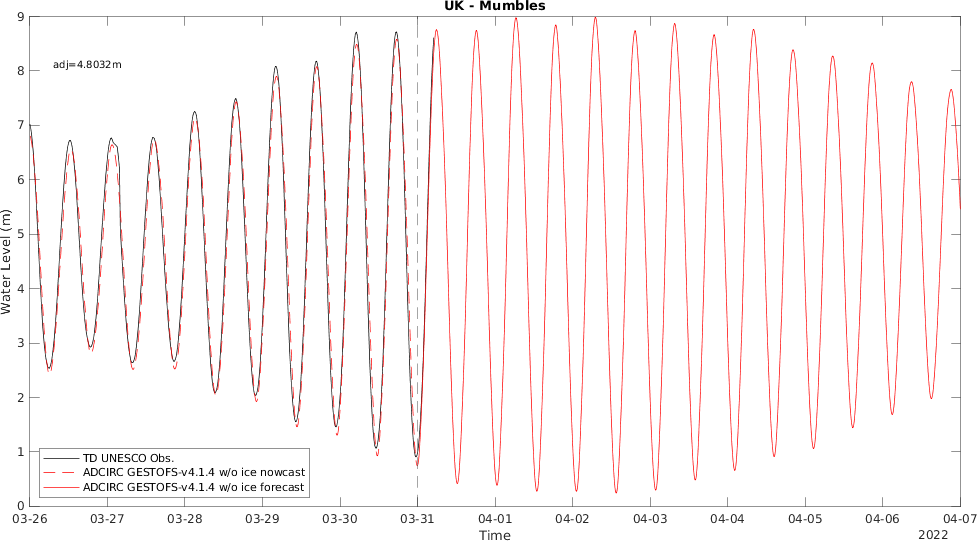 UK - Mumbles
9
8
7
6
5
4
3
2
1
0
Water Level (m)
adj=4.8032m
TD UNESCO Obs.
ADCIRC GESTOFS-v4.1.4 w/o ice nowcast
ADCIRC GESTOFS-v4.1.4 w/o ice forecast
03-26 03-27 03-28 03-29 03-30 03-31 04-01 04-02 04-03 04-04 04-05 04-06 04-07
Time
2022